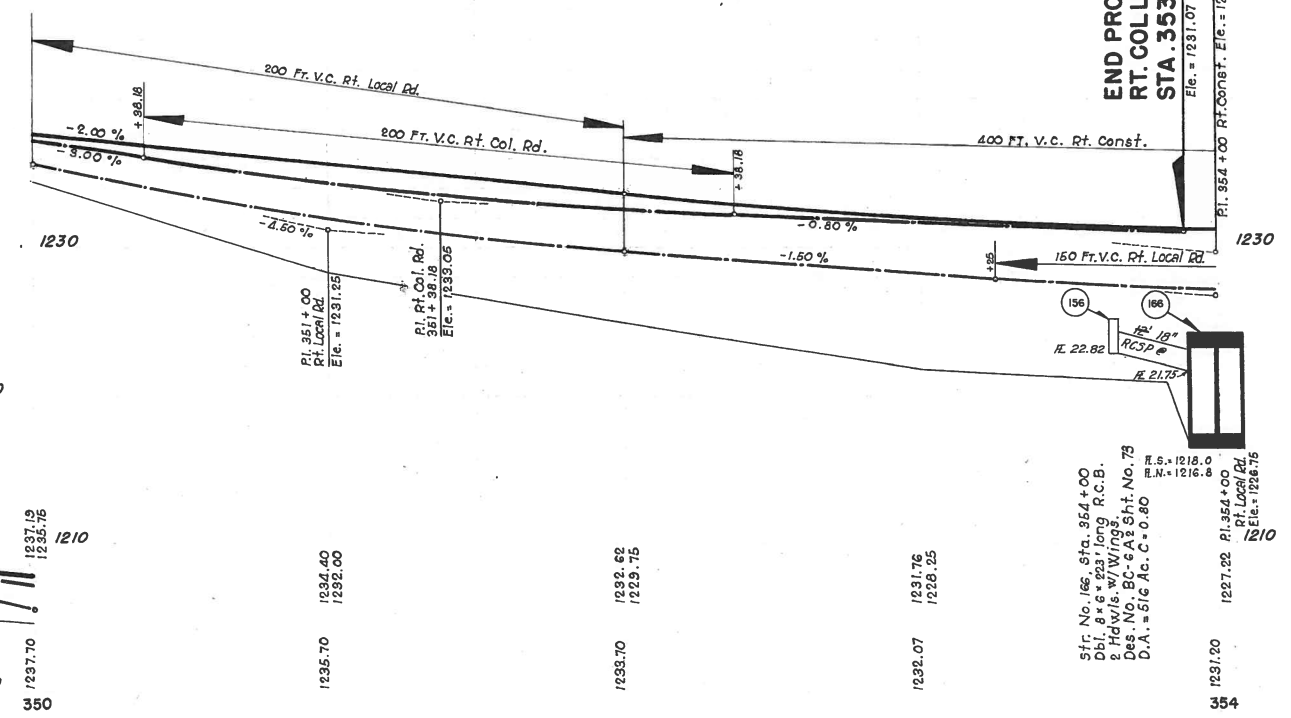 END PRO
RT. COLL
STA. 353
Ele. = 1231.07
P.I. 354 + 00 Rt. Const. Ele. = 12
200 FT. V.C. Rt. Local Rd.
+ 38.18
-2.00 %
-3.00 %
200 FT. V.C. Rt. Col. Rd.
400 FT. V.C. Rt. Const.
+ 38.18
1230
-4.50 %
-0.80 %
1230
-1.50 %
+25
150 FT. V.C. Rt. Local Rd.
P.I. 351 + 00
Rt. Local Rd.
Ele. = 1231.25
P.I. Rt. Col. Rd.
351 + 38.18
Ele. = 1233.05
156
166
12' 18"
RCSP @
FL 22.82
FL 21.75
FL.S. = 1218.0
FL.N. = 1216.8
Str. No. 166, Sta. 354 + 00
Dbl. 8 x 6 x 223' long R.C.B.
2 Hdwls. w/ Wings.
Des. No. BC-6 A2 Sht. No. 73
D.A. = 516 Ac. C = 0.80
P.I. 354 + 00
Rt. Local Rd.
Ele. = 1226.75
1210
1210
1237.19
1235.75
1234.40
1232.00
1232.62
1229.75
1231.76
1228.25
1227.22
1237.70
1235.70
1233.70
1232.07
1231.20
350
354